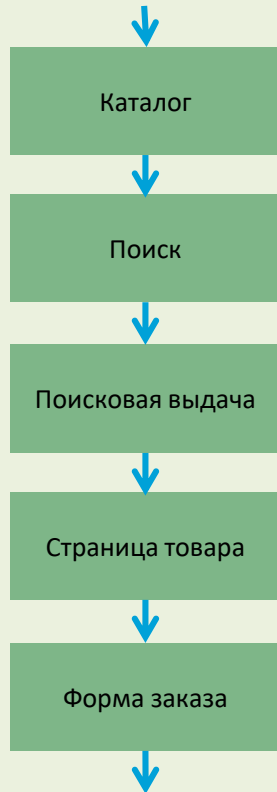 Каталог
Поиск
Поисковая выдача
Страница товара
Форма заказа